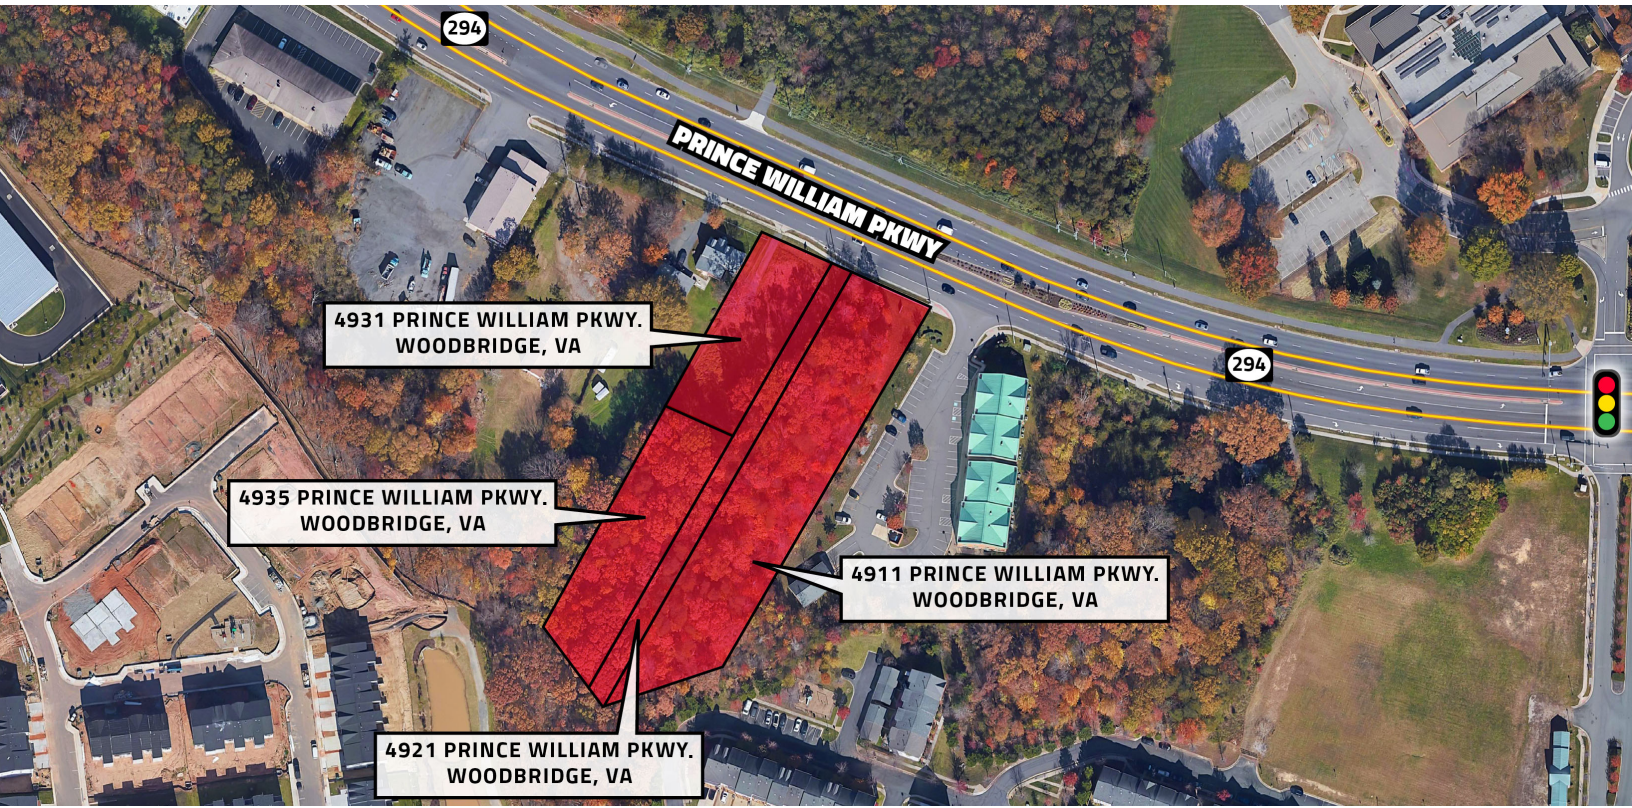 294
PRINCE WILLIAM PKWY
4931 PRINCE WILLIAM PKWY.
WOODBRIDGE, VA
294
4935 PRINCE WILLIAM PKWY.
WOODBRIDGE, VA
4911 PRINCE WILLIAM PKWY.
WOODBRIDGE, VA
4921 PRINCE WILLIAM PKWY.
WOODBRIDGE, VA